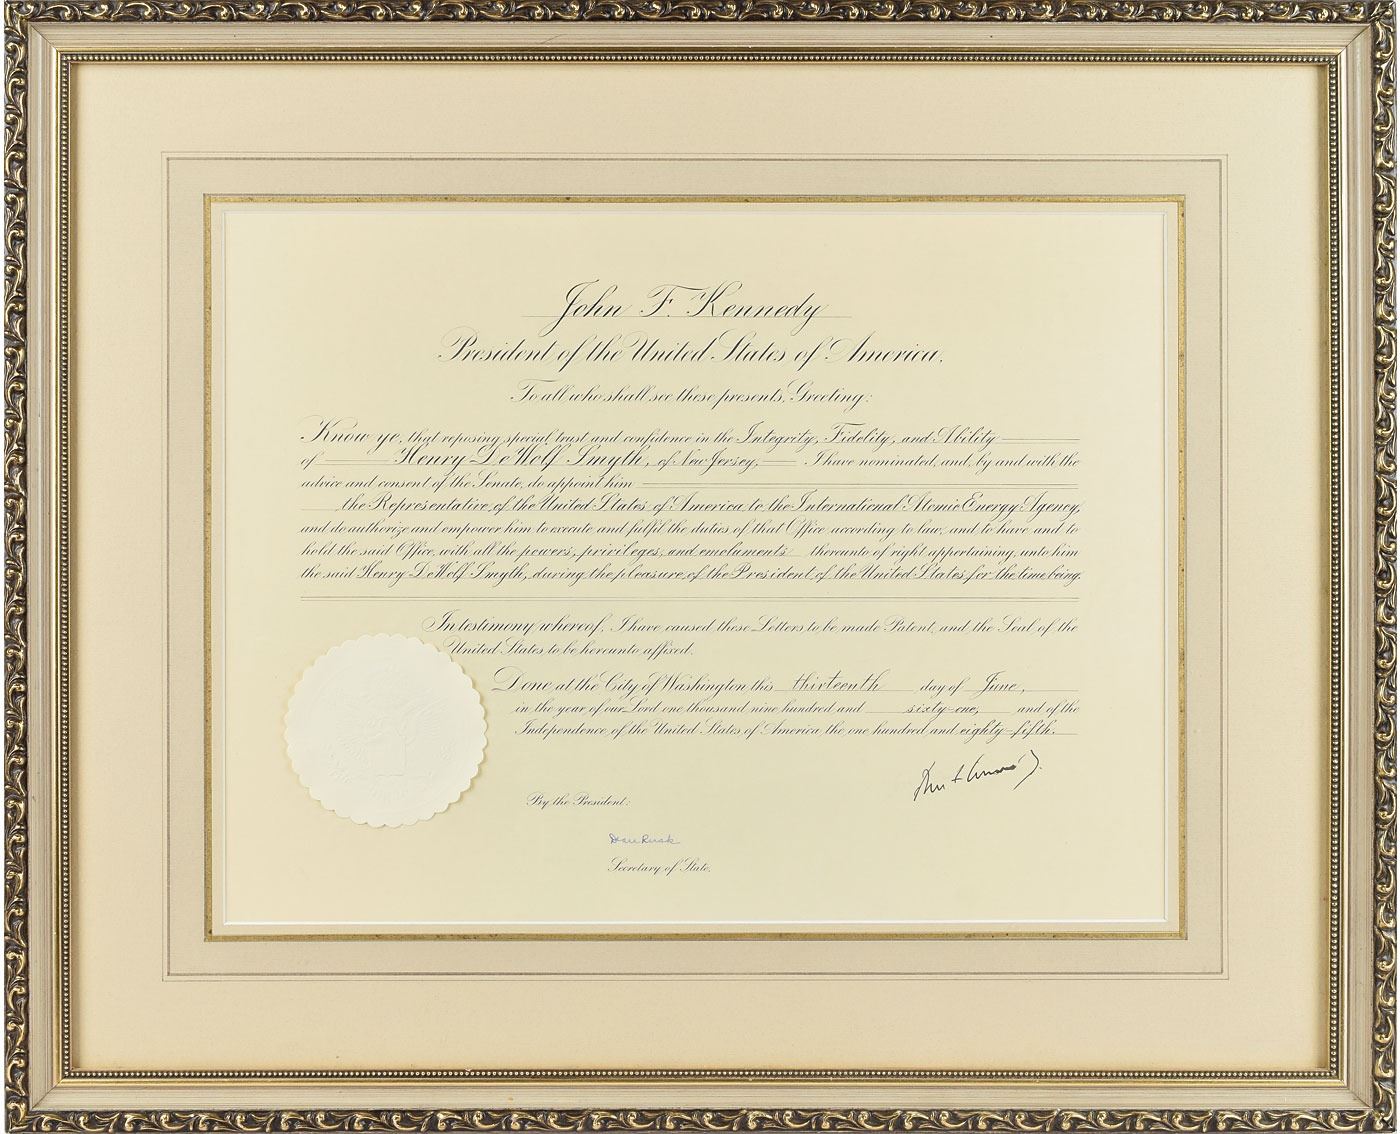 John F. Kennedy
President of the United States of America,
To all who shall see these presents, Greeting:
Know ye, that reposing special trust and confidence in the Integrity, Fidelity, and Ability
of Henry DeWolf Smyth, of New Jersey, I have nominated, and, by and with the
advice and consent of the Senate, do appoint him
the Representative of the United States of America to the International Atomic Energy Agency,
and do authorize and empower him to execute and fulfil the duties of that Office according to law, and to have and to
hold the said Office, with all the powers, privileges, and emoluments thereunto of right appertaining, unto him
the said Henry DeWolf Smyth, during the pleasure of the President of the United States for the time being.
In testimony whereof, I have caused these Letters to be made Patent, and the Seal of the
United States to be hereunto affixed.
Done at the City of Washington this thirteenth day of June,
in the year of our Lord one thousand nine hundred and sixty-one, and of the
Independence of the United States of America the one hundred and eighty-fifth.
By the President:
Dean Rusk
Secretary of State.